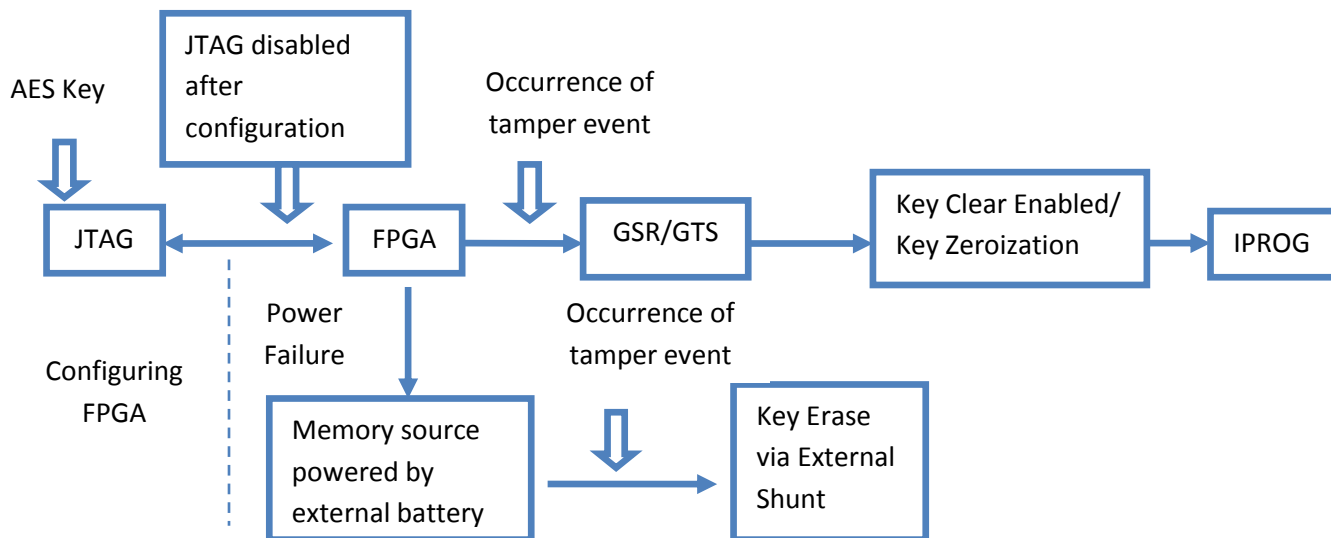 AES Key
JTAG disabled
after
configuration
Occurrence of
tamper event
JTAG
FPGA
GSR/GTS
Key Clear Enabled/
Key Zeroization
IPROG
Configuring
FPGA
Power
Failure
Occurrence of
tamper event
Memory source
powered by
external battery
Key Erase
via External
Shunt